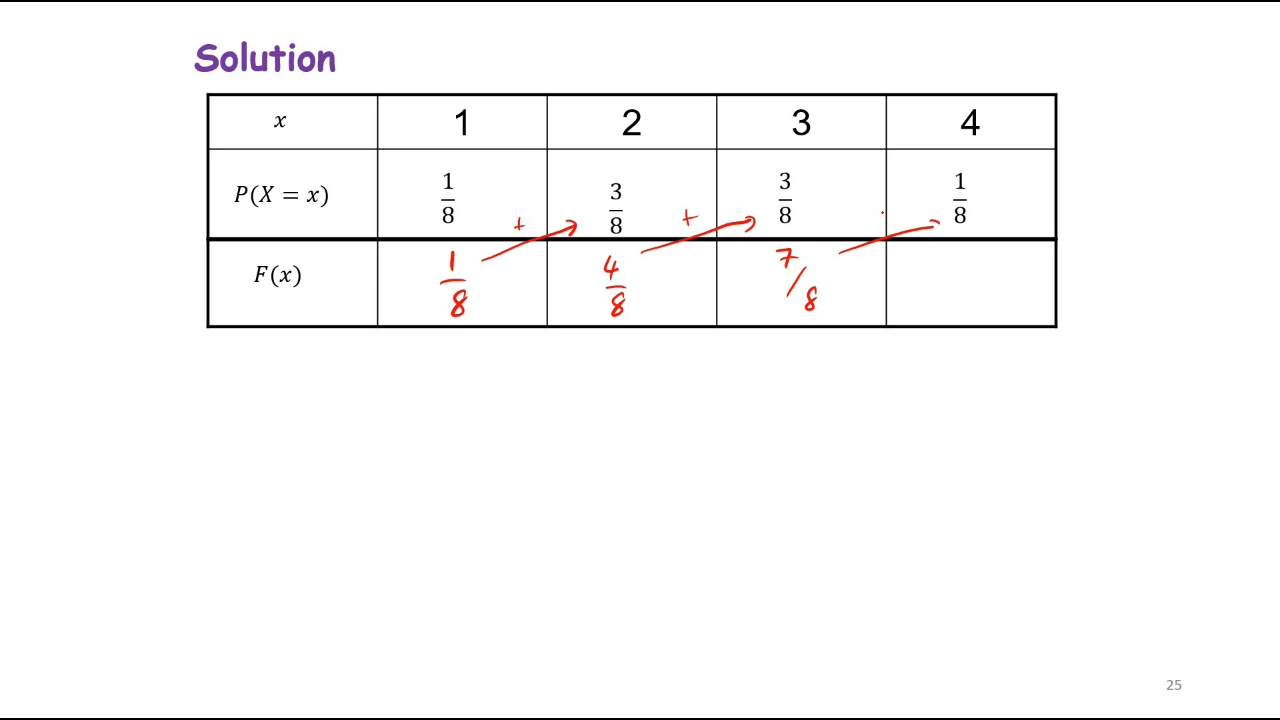 Solution
x 1 2 3 4
P(X = x) 1/8 3/8 3/8 1/8
+ +
F(x) 1/8 4/8 7/8
25